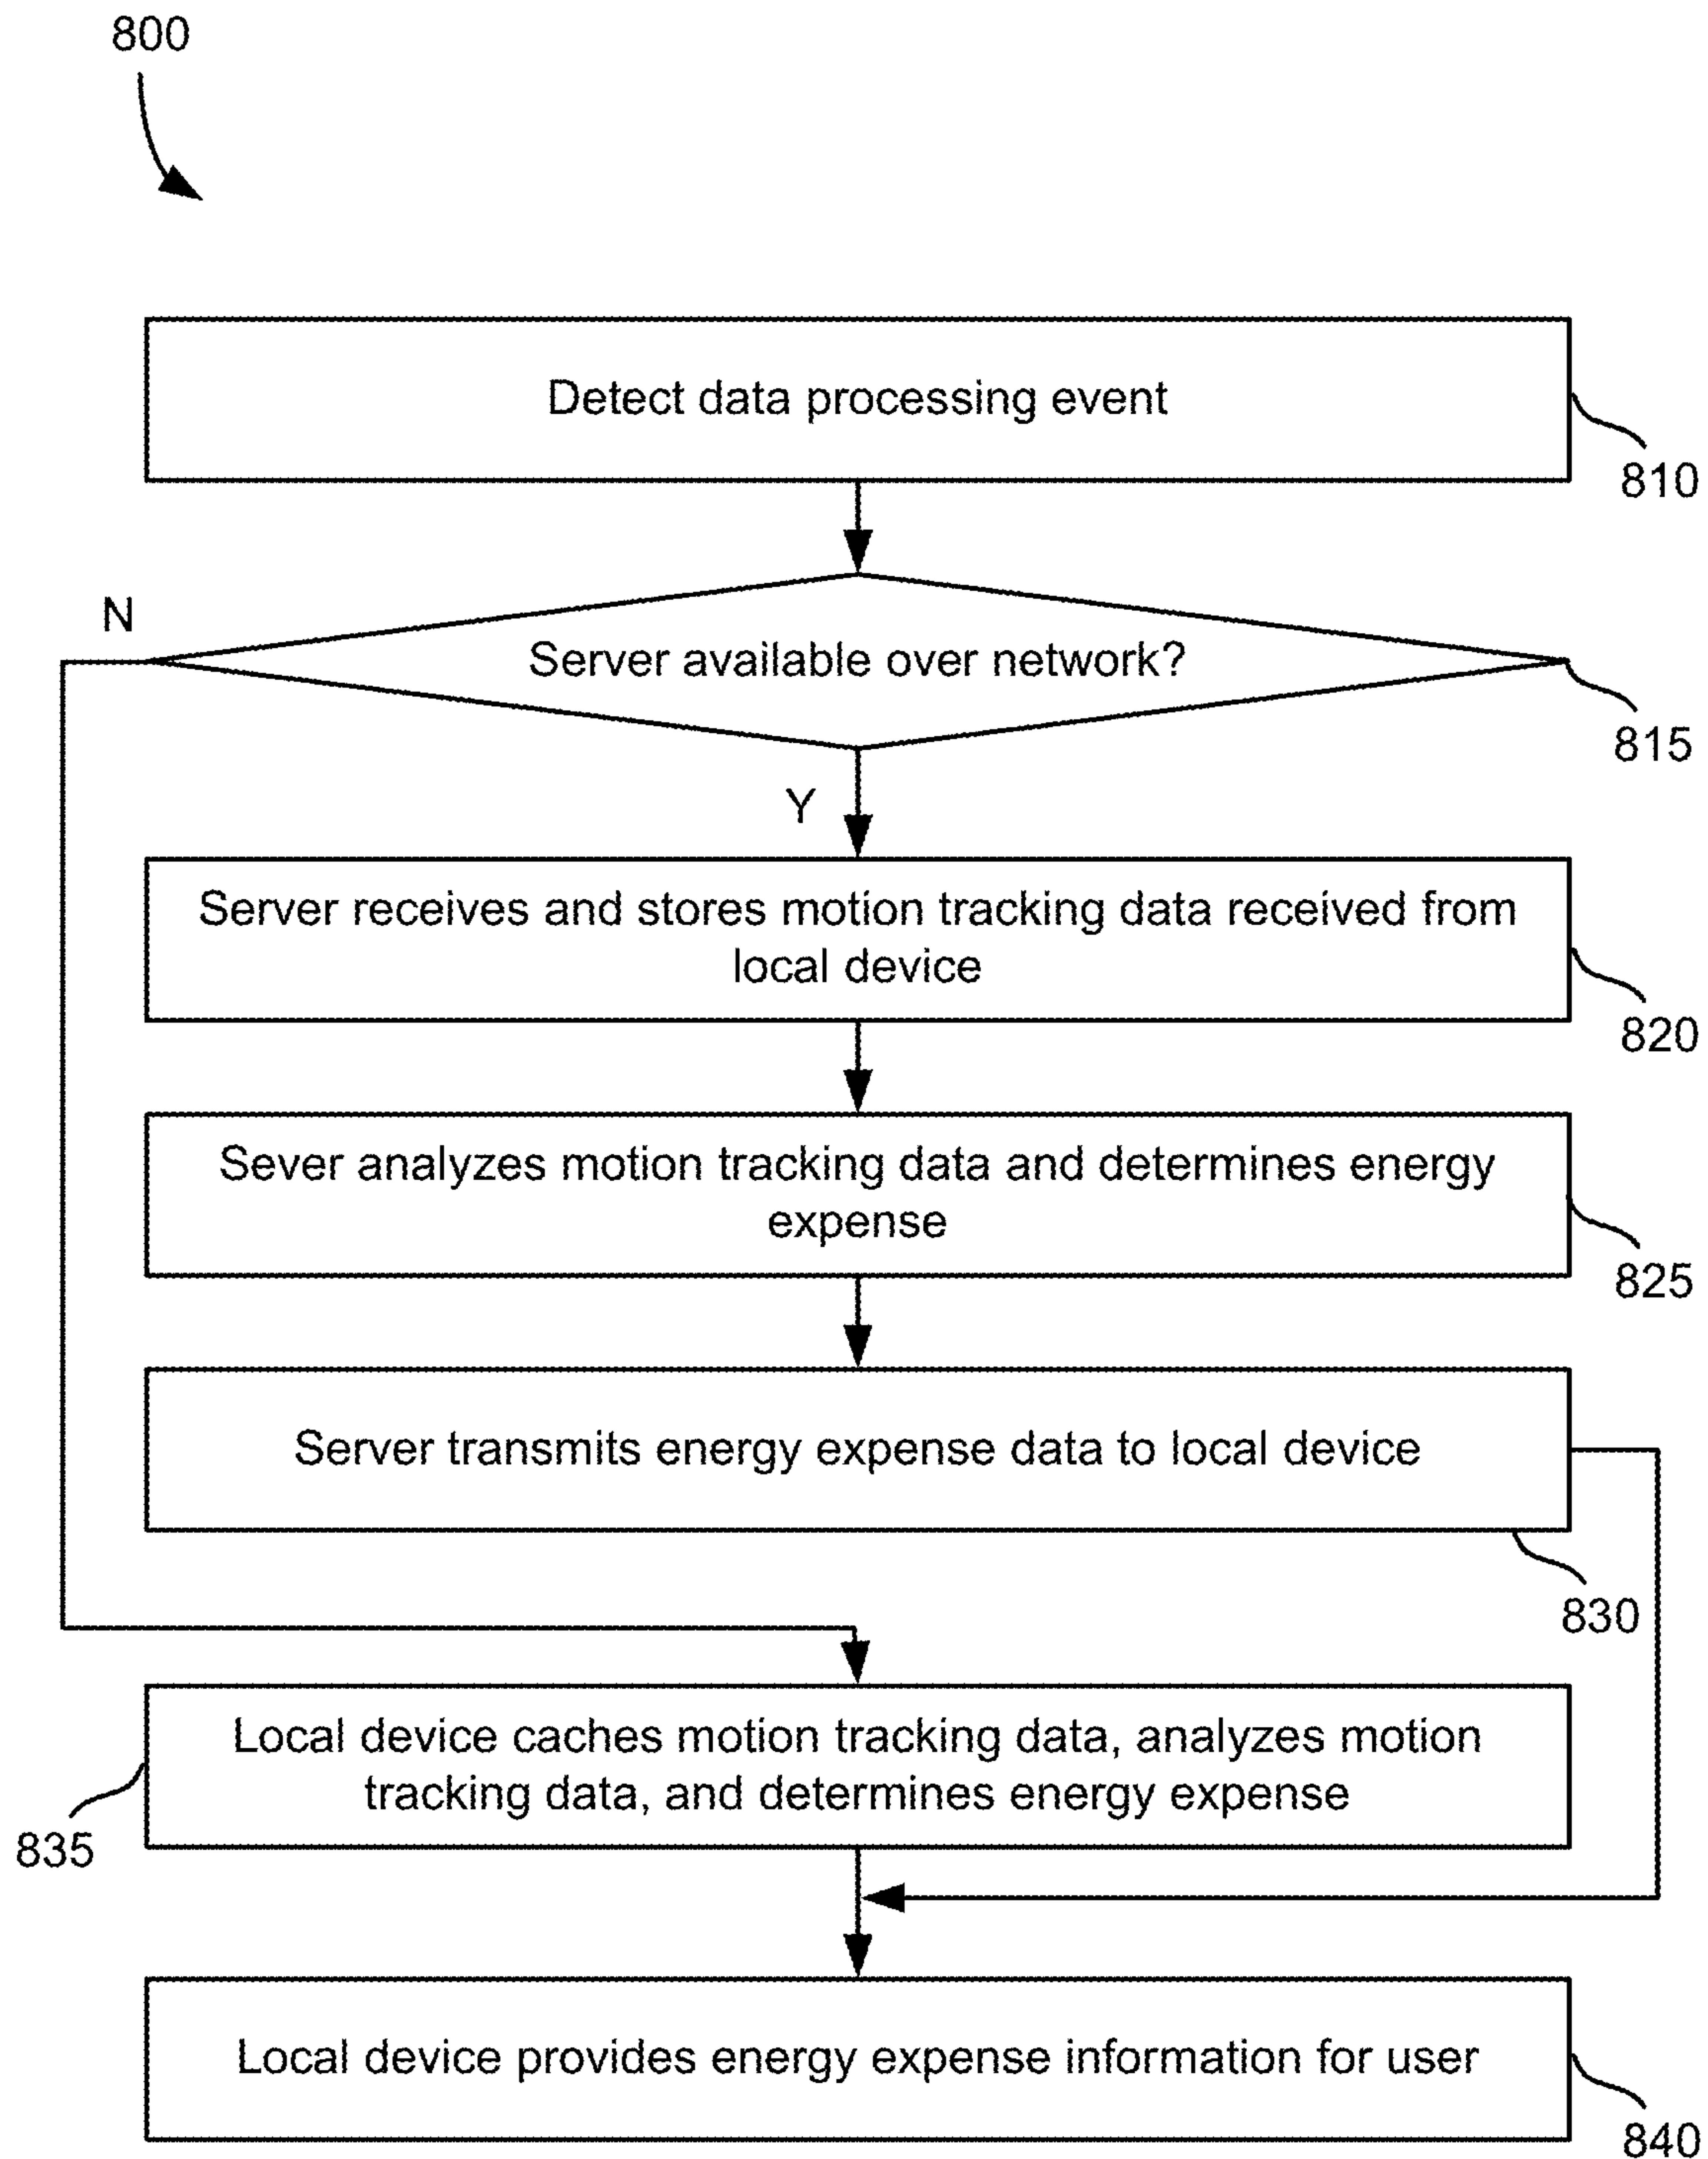 800
Detect data processing event
810
N
Server available over network?
815
Y
Server receives and stores motion tracking data received from
local device
820
Sever analyzes motion tracking data and determines energy
expense
825
Server transmits energy expense data to local device
830
Local device caches motion tracking data, analyzes motion
tracking data, and determines energy expense
835
Local device provides energy expense information for user
840